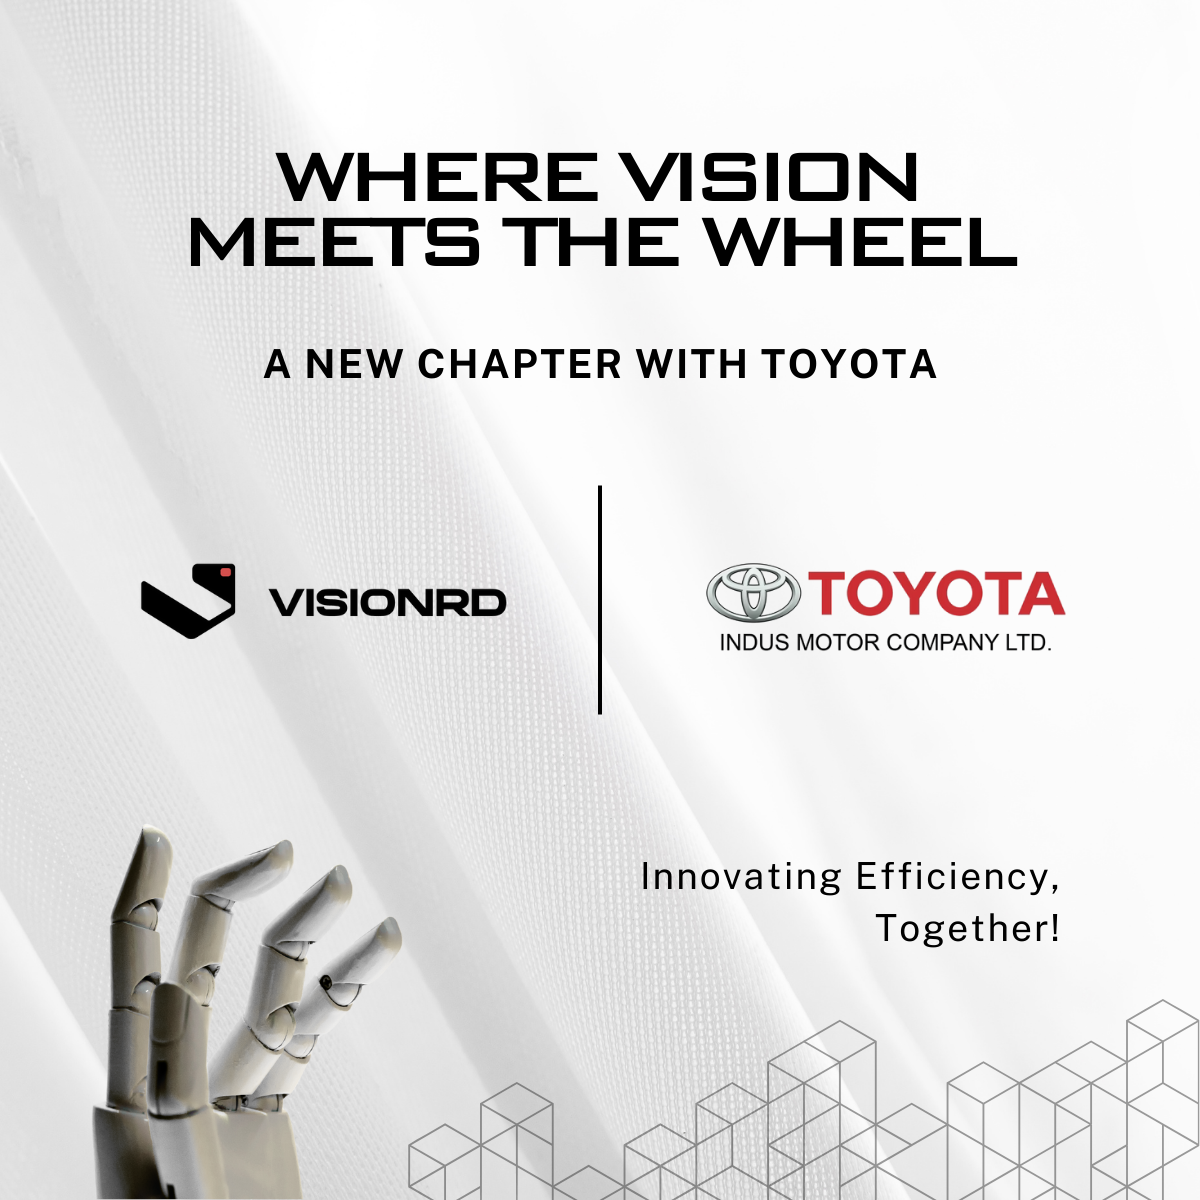 WHERE VISION
MEETS THE WHEEL
A NEW CHAPTER WITH TOYOTA
VISIONRD
TOYOTA
INDUS MOTOR COMPANY LTD.
Innovating Efficiency,
Together!